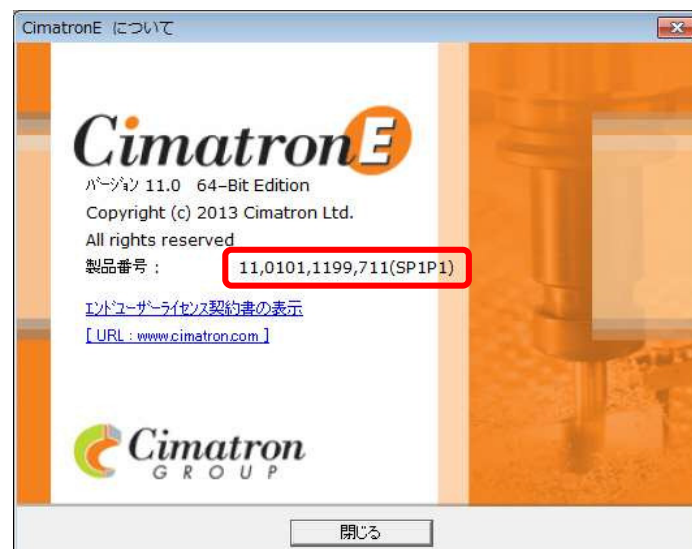 CimatronE について
CimatronE
ﾊﾞｰｼﾞｮﾝ 11.0 64-Bit Edition
Copyright (c) 2013 Cimatron Ltd.
All rights reserved
製品番号 : 11,0101,1199,711(SP1P1)
ｴﾝﾄﾞﾕｰｻﾞｰﾗｲｾﾝｽ契約書の表示
[ URL : www.cimatron.com ]
Cimatron
GROUP
閉じる